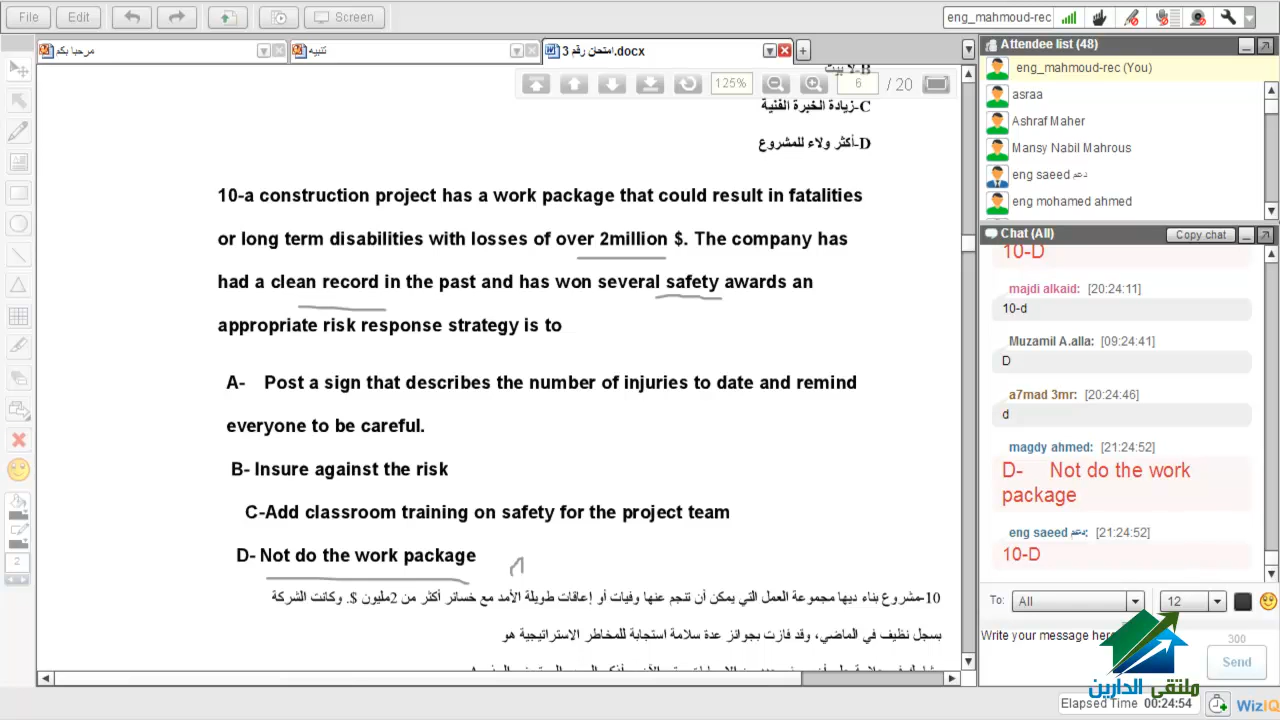 File
Edit
Screen
eng_mahmoud-rec
مرحبا بكم
تنبيه
امتحان رقم 3.docx
125%
6
/ 20
B-لا بيت
C-زيادة الخبرة الفنية
D-أكثر ولاء للمشروع
10-a construction project has a work package that could result in fatalities
or long term disabilities with losses of over 2million $. The company has
had a clean record in the past and has won several safety awards an
appropriate risk response strategy is to
A- Post a sign that describes the number of injuries to date and remind
everyone to be careful.
B- Insure against the risk
C-Add classroom training on safety for the project team
D- Not do the work package
10-مشروع بناء ديها مجموعة العمل التي يمكن أن تنجم عنها وفيات أو إعاقات طويلة الأمد مع خسائر أكثر من 2مليون $. وكانت الشركة
بسجل نظيف في الماضي، وقد فازت بجوائز عدة سلامة استجابة للمخاطر الاستراتيجية هو
2
Attendee list (48)
eng_mahmoud-rec (You)
asraa
Ashraf Maher
Mansy Nabil Mahrous
eng saeed دعم
eng mohamed ahmed
Chat (All)
Copy chat
10-D
majdi alkaid: [20:24:11]
10-d
Muzamil A.alla: [09:24:41]
D
a7mad 3mr: [20:24:46]
d
magdy ahmed: [21:24:52]
D- Not do the work
package
eng saeed دعم: [21:24:52]
10-D
To:
All
12
Write your message here
300
Send
ملتقى الدارين
Elapsed Time 00:24:54
WizIQ